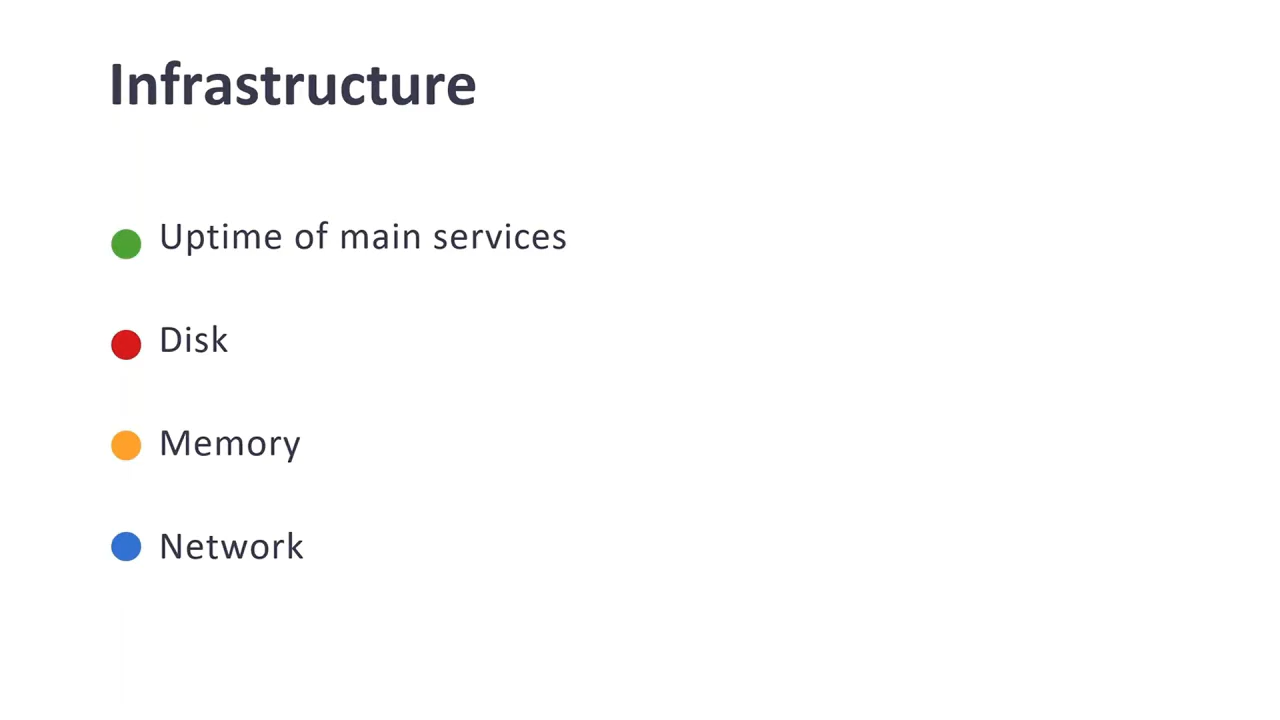 Infrastructure
Uptime of main services
Disk
Memory
Network